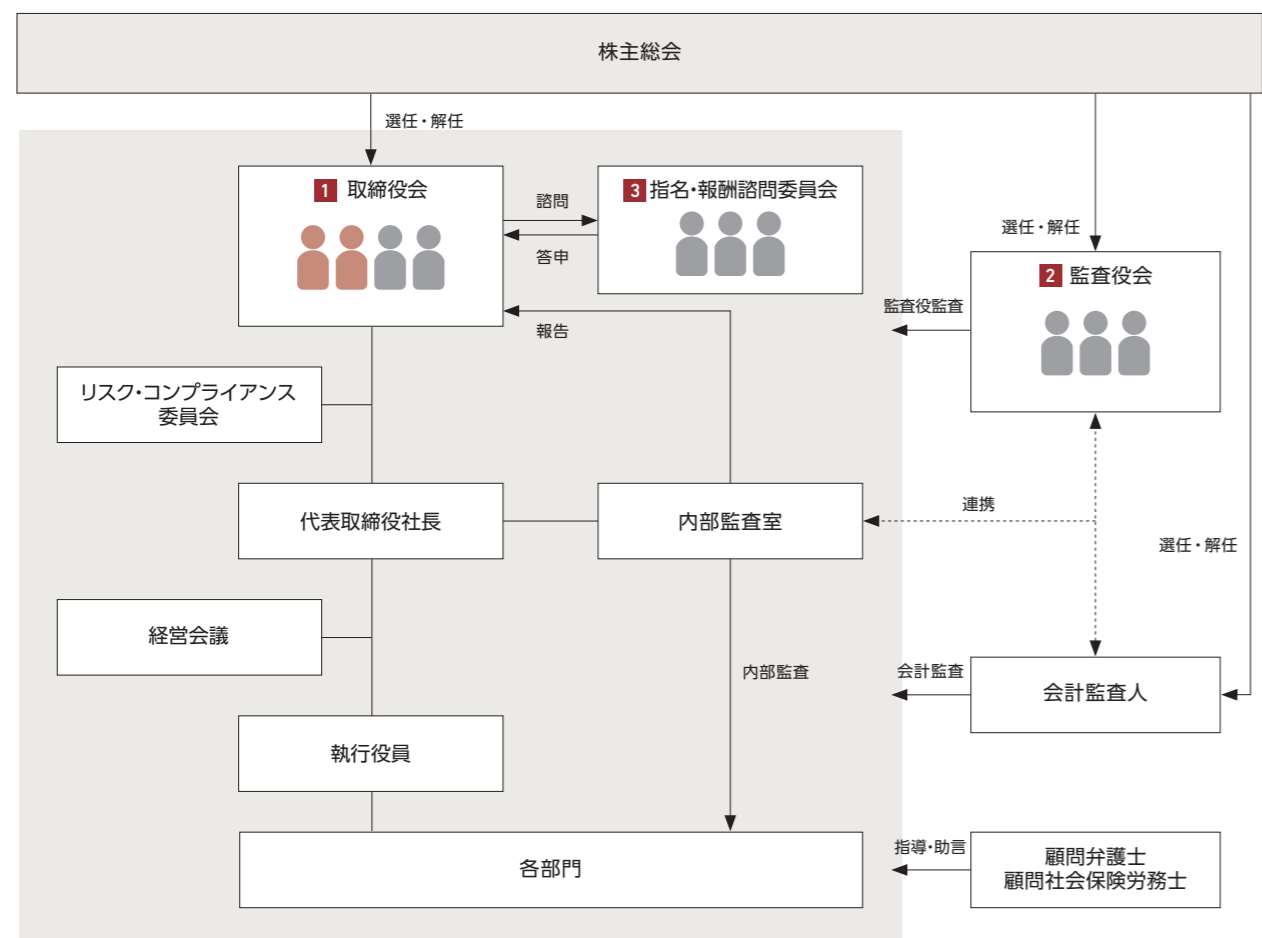 株主総会
選任・解任
1 取締役会
諮問
答申
3 指名・報酬諮問委員会
選任・解任
2 監査役会
監査役監査
報告
リスク・コンプライアンス
委員会
代表取締役社長
内部監査室
連携
選任・解任
経営会議
内部監査
会計監査
会計監査人
執行役員
各部門
指導・助言
顧問弁護士
顧問社会保険労務士